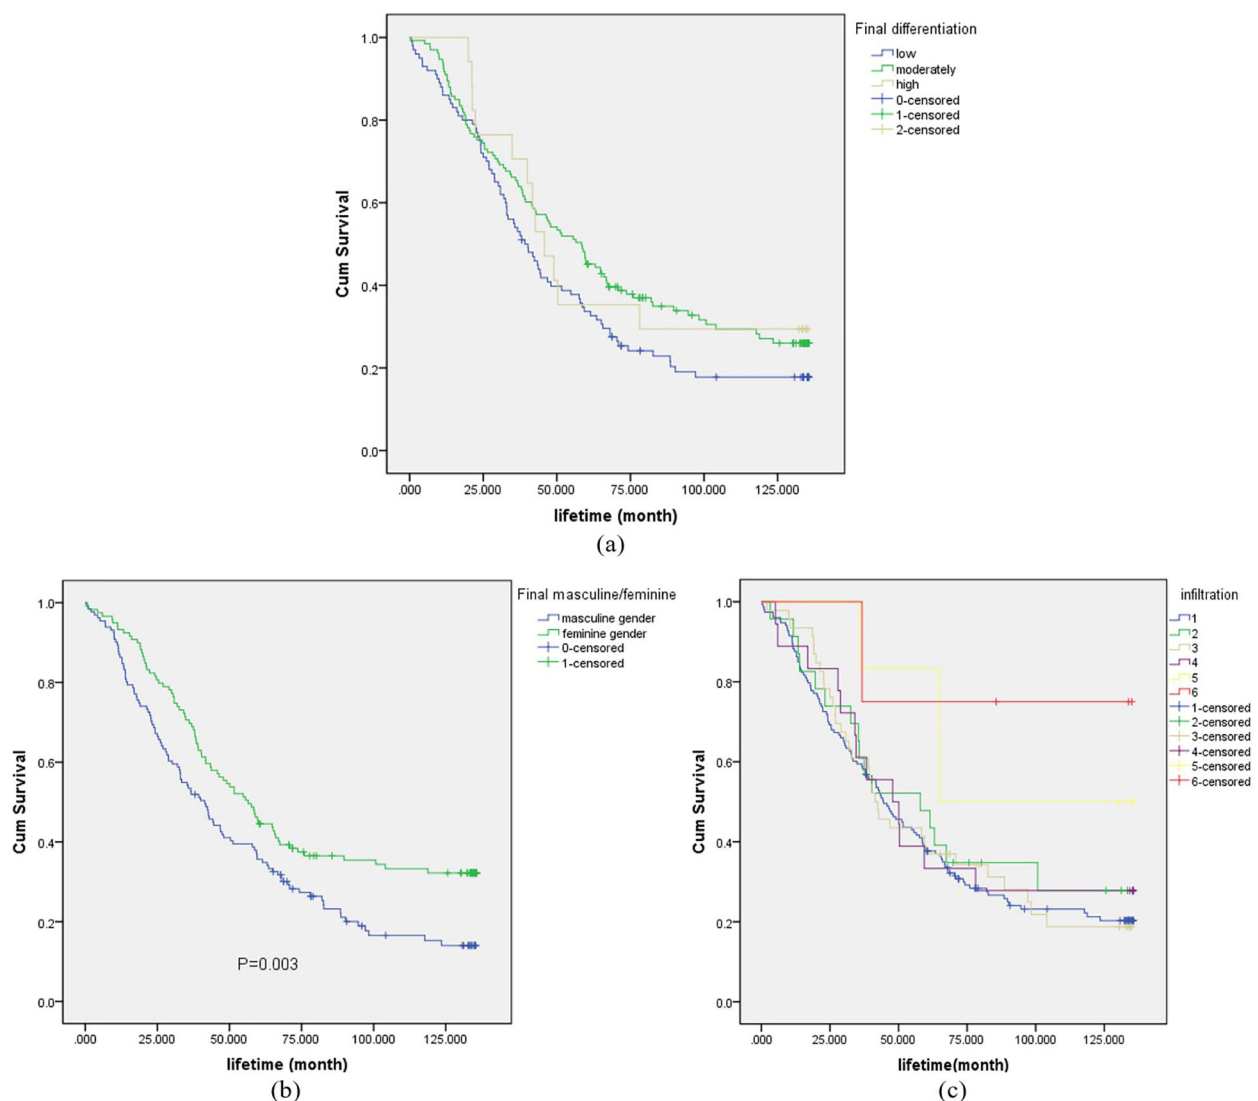 Final differentiation
low
moderately
high
0-censored
1-censored
2-censored
Cum Survival
1.0
0.8
0.6
0.4
0.2
0.0
.000 25.000 50.000 75.000 100.000 125.000
lifetime (month)
(a)
Final masculine/feminine
masculine gender
feminine gender
0-censored
1-censored
Cum Survival
1.0
0.8
0.6
0.4
0.2
0.0
P=0.003
.000 25.000 50.000 75.000 100.000 125.000
lifetime (month)
(b)
infiltration
1
2
3
4
5
6
1-censored
2-censored
3-censored
4-censored
5-censored
6-censored
Cum Survival
1.0
0.8
0.6
0.4
0.2
0.0
.000 25.000 50.000 75.000 100.000 125.000
lifetime(month)
(c)